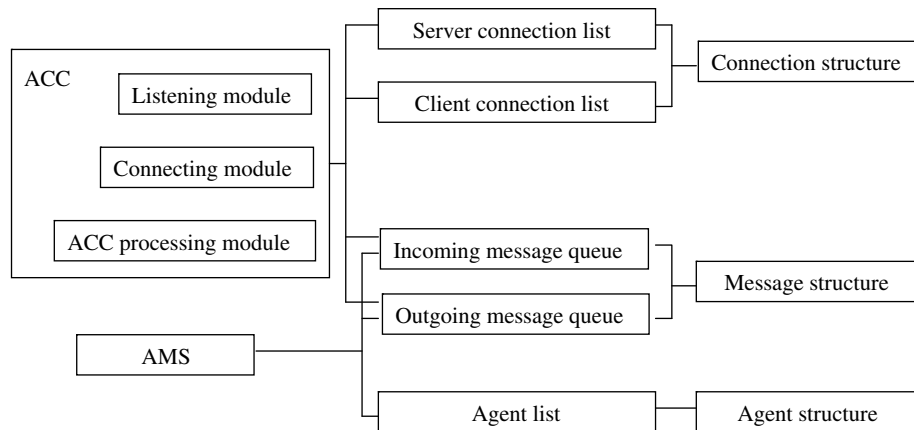 Server connection list
Connection structure
ACC
Listening module
Client connection list
Connecting module
ACC processing module
Incoming message queue
Message structure
Outgoing message queue
AMS
Agent list
Agent structure